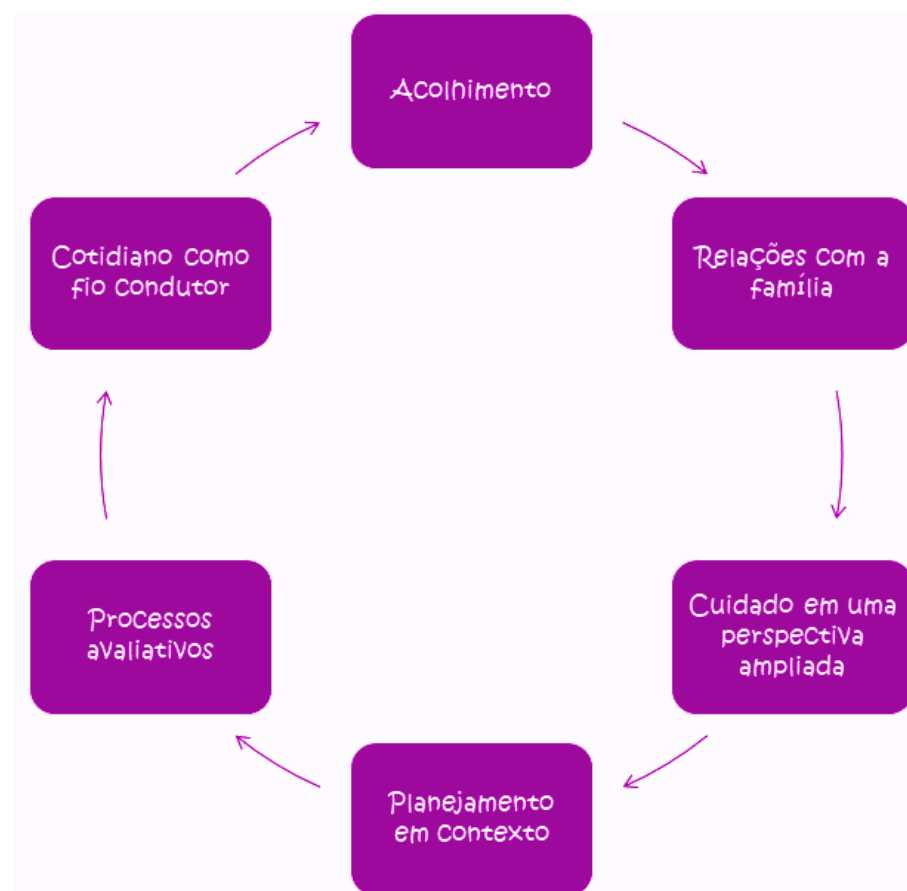 Acolhimento
Relações com a
família
Cuidado em uma
perspectiva
ampliada
Planejamento
em contexto
Processos
avaliativos
Cotidiano como
fio condutor